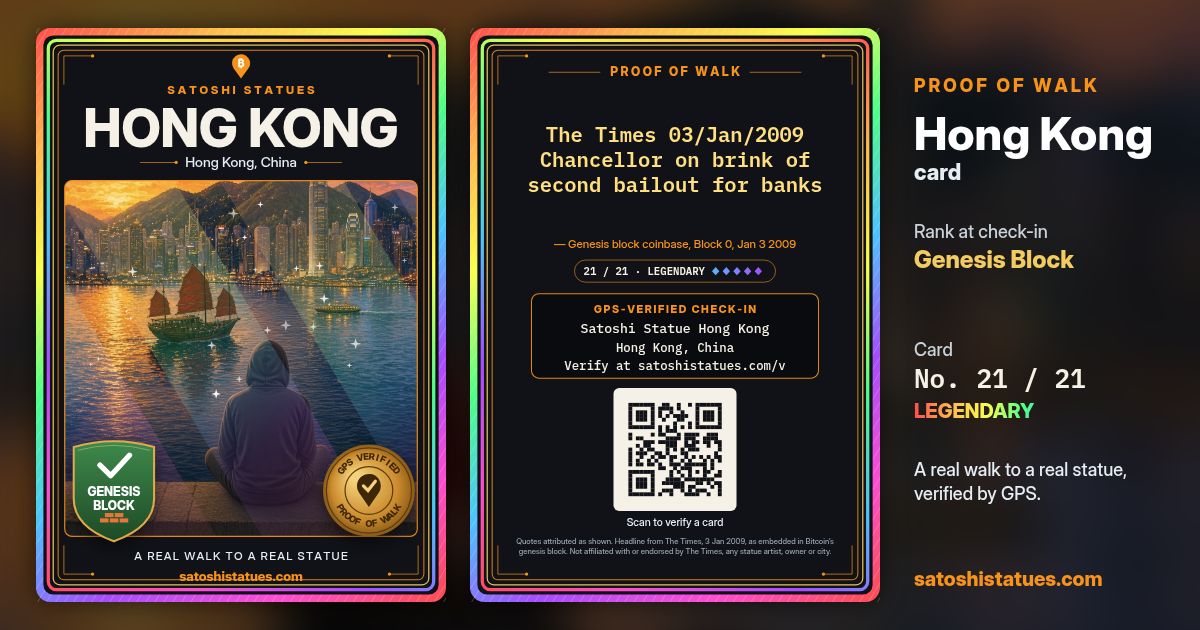 SATOSHI STATUES
HONG KONG
Hong Kong, China
GENESIS
BLOCK
GPS VERIFIED
PROOF OF WALK
A REAL WALK TO A REAL STATUE
satoshistatues.com
PROOF OF WALK
The Times 03/Jan/2009
Chancellor on brink of
second bailout for banks
— Genesis block coinbase, Block 0, Jan 3 2009
21 / 21 · LEGENDARY
GPS-VERIFIED CHECK-IN
Satoshi Statue Hong Kong
Hong Kong, China
Verify at satoshistatues.com/v
Scan to verify a card
Quotes attributed as shown. Headline from The Times, 3 Jan 2009, as embedded in Bitcoin's
genesis block. Not affiliated with or endorsed by The Times, any statue artist, owner or city.
PROOF OF WALK
Hong Kong
card
Rank at check-in
Genesis Block
Card
No. 21 / 21
LEGENDARY
A real walk to a real statue,
verified by GPS.
satoshistatues.com